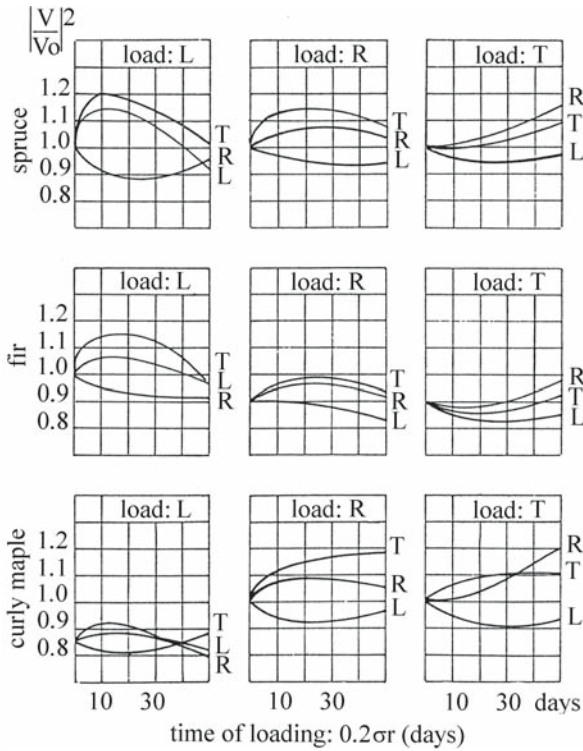 |V/Vo|²
load: L load: R load: T
spruce
1.2
1.1
1.0
0.9
0.8
T
R
L
T
R
L
R
T
L
load: L load: R load: T
fir
1.2
1.1
1.0
0.9
0.8
T
L
R
T
R
L
R
T
L
load: L load: R load: T
curly maple
1.2
1.1
1.0
0.9
0.8
T
L
R
T
R
L
R
T
L
10 30 10 30 10 30 days
time of loading: 0.2σr (days)